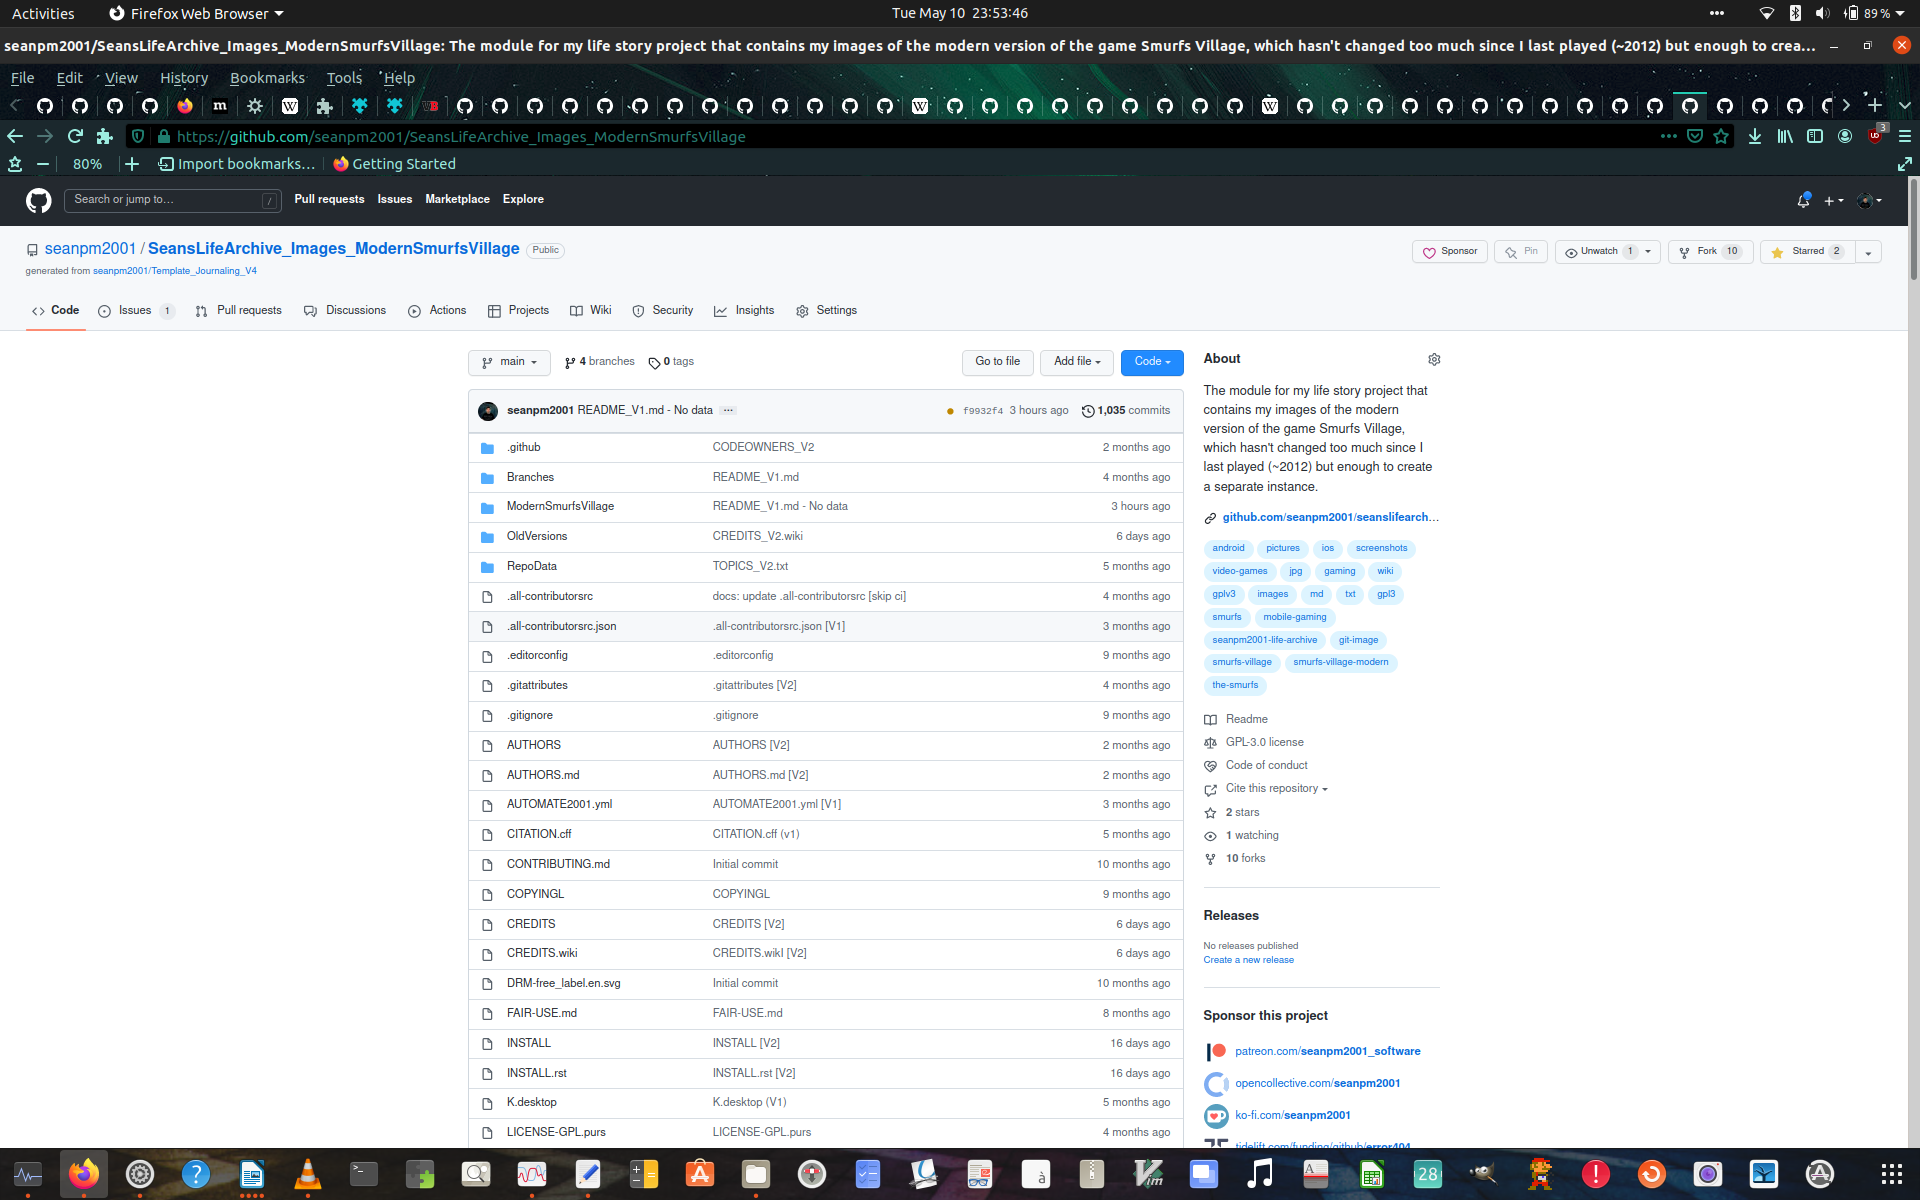 Activities
Firefox Web Browser
Tue May 10 23:53:46
89 %
seanpm2001/SeansLifeArchive_Images_ModernSmurfsVillage: The module for my life story project that contains my images of the modern version of the game Smurfs Village, which hasn't changed too much since I last played (~2012) but enough to crea…
File Edit View History Bookmarks Tools Help
https://github.com/seanpm2001/SeansLifeArchive_Images_ModernSmurfsVillage
3
80%
Import bookmarks…
Getting Started
Search or jump to…
/
Pull requests
Issues
Marketplace
Explore
seanpm2001 / SeansLifeArchive_Images_ModernSmurfsVillage
Public
generated from seanpm2001/Template_Journaling_V4
Sponsor
Pin
Unwatch 1
Fork 10
Starred 2
Code
Issues 1
Pull requests
Discussions
Actions
Projects
Wiki
Security
Insights
Settings
main
4 branches
0 tags
Go to file
Add file
Code
seanpm2001 README_V1.md - No data
f9932f4 3 hours ago
1,035 commits
.github CODEOWNERS_V2 2 months ago
Branches README_V1.md 4 months ago
ModernSmurfsVillage README_V1.md - No data 3 hours ago
OldVersions CREDITS_V2.wiki 6 days ago
RepoData TOPICS_V2.txt 5 months ago
.all-contributorsrc docs: update .all-contributorsrc [skip ci] 4 months ago
.all-contributorsrc.json .all-contributorsrc.json [V1] 3 months ago
.editorconfig .editorconfig 9 months ago
.gitattributes .gitattributes [V2] 4 months ago
.gitignore .gitignore 9 months ago
AUTHORS AUTHORS [V2] 2 months ago
AUTHORS.md AUTHORS.md [V2] 2 months ago
AUTOMATE2001.yml AUTOMATE2001.yml [V1] 3 months ago
CITATION.cff CITATION.cff (v1) 5 months ago
CONTRIBUTING.md Initial commit 10 months ago
COPYINGL COPYINGL 9 months ago
CREDITS CREDITS [V2] 6 days ago
CREDITS.wiki CREDITS.wikI [V2] 6 days ago
DRM-free_label.en.svg Initial commit 10 months ago
FAIR-USE.md FAIR-USE.md 8 months ago
INSTALL INSTALL [V2] 16 days ago
INSTALL.rst INSTALL.rst [V2] 16 days ago
K.desktop K.desktop (V1) 5 months ago
LICENSE-GPL.purs LICENSE-GPL.purs 4 months ago
About
The module for my life story project that
contains my images of the modern
version of the game Smurfs Village,
which hasn't changed too much since I
last played (~2012) but enough to create
a separate instance.
github.com/seanpm2001/seanslifearch…
android pictures ios screenshots
video-games jpg gaming wiki
gplv3 images md txt gpl3
smurfs mobile-gaming
seanpm2001-life-archive git-image
smurfs-village smurfs-village-modern
the-smurfs
Readme
GPL-3.0 license
Code of conduct
Cite this repository
2 stars
1 watching
10 forks
Releases
No releases published
Create a new release
Sponsor this project
patreon.com/seanpm2001_software
opencollective.com/seanpm2001
ko-fi.com/seanpm2001
tidelift.com/funding/github/error404
28